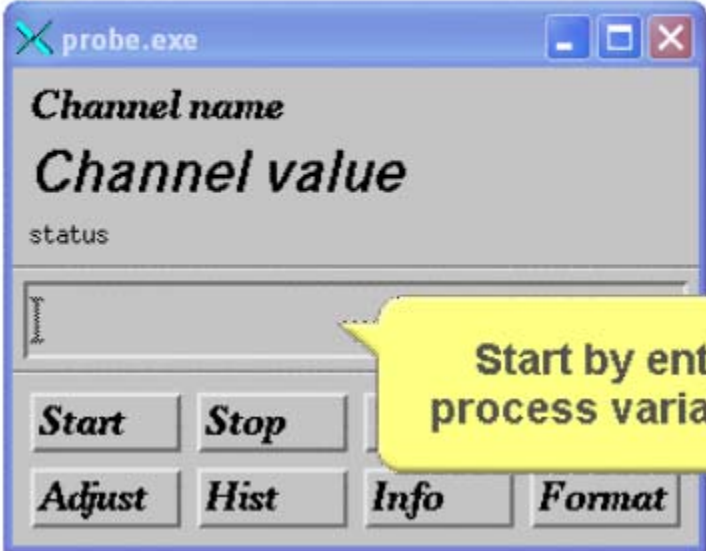 probe.exe
Channel name
Channel value
status
Start by ent
process varia
Start Stop
Adjust Hist Info Format